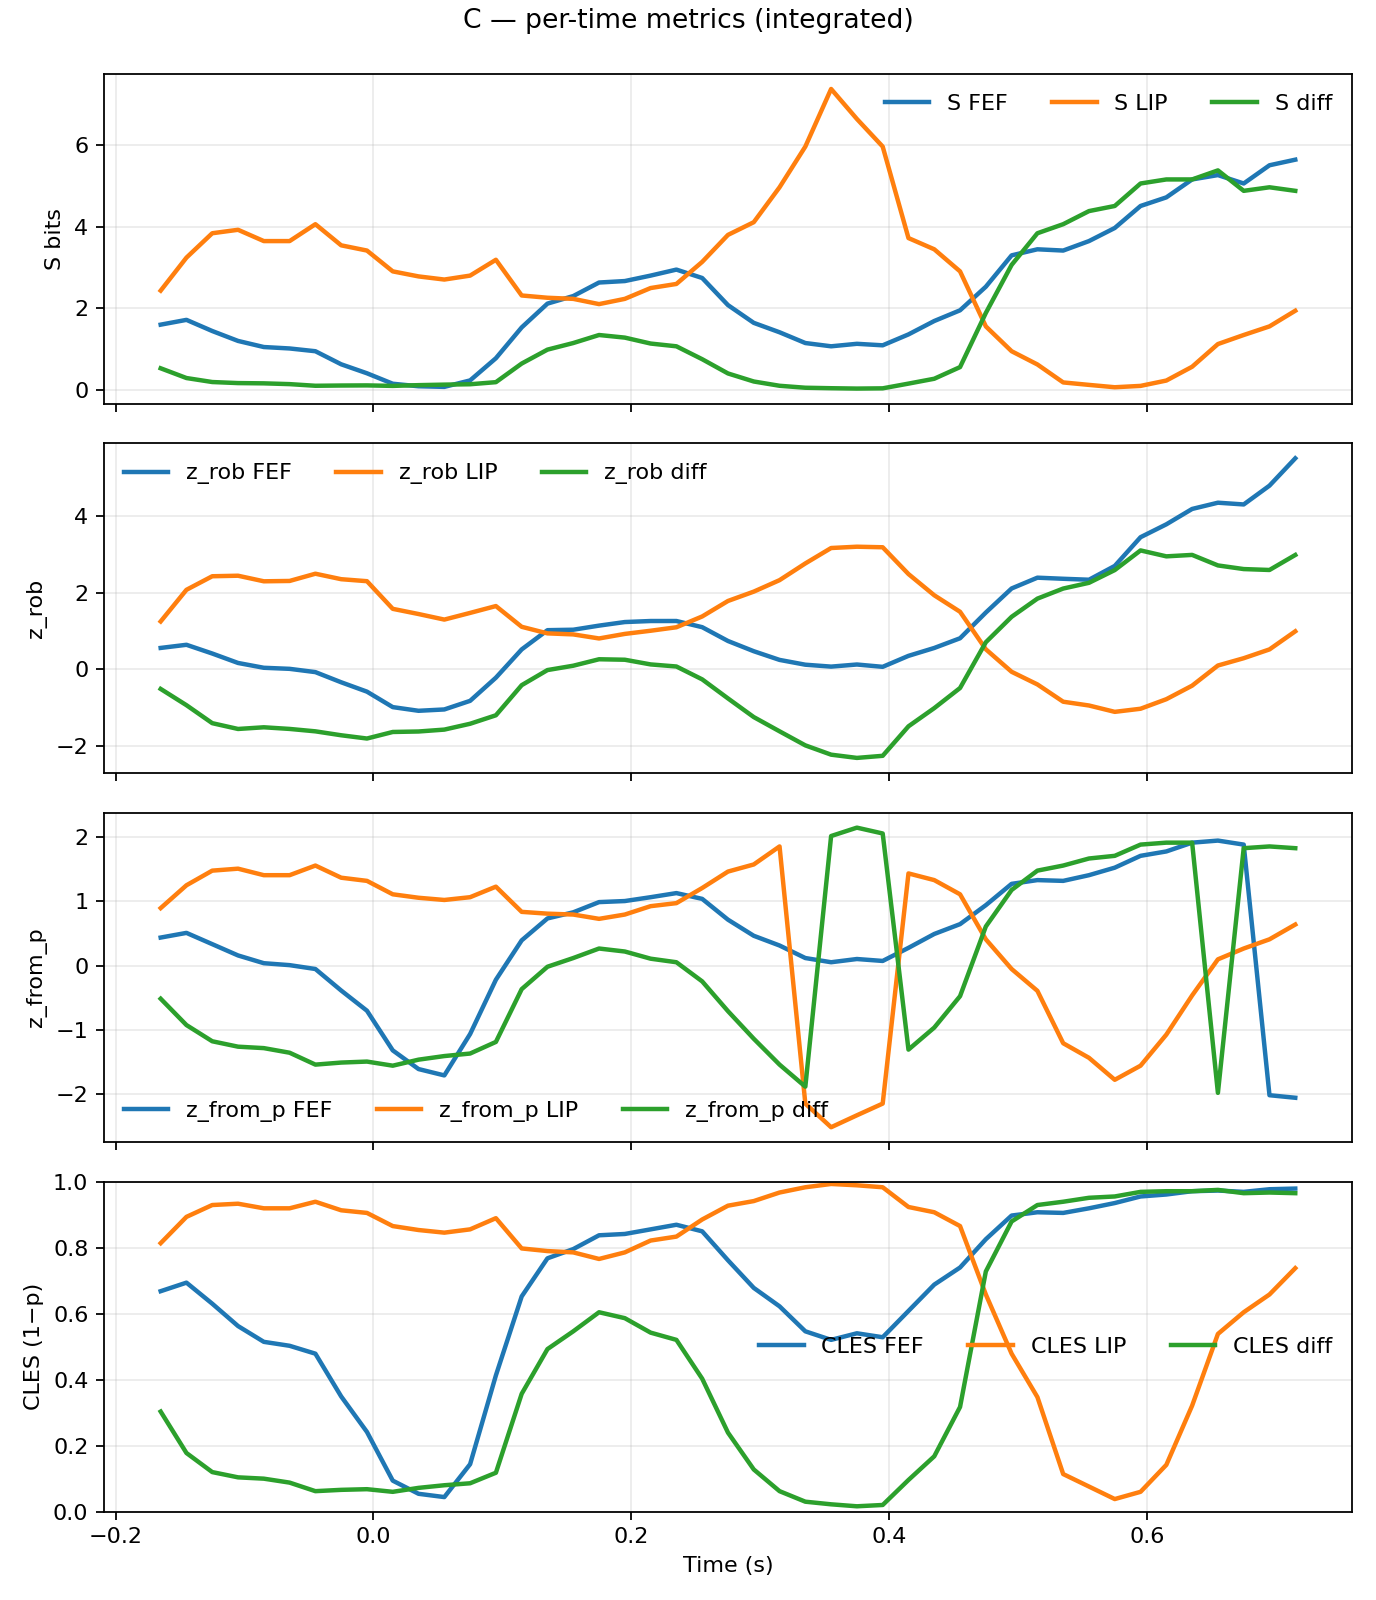 C — per-time metrics (integrated)
S FEF S LIP S diff
6
4
2
0
S bits
z_rob FEF z_rob LIP z_rob diff
4
2
0
−2
z_rob
2
1
0
−1
−2
z_from_p
z_from_p FEF z_from_p LIP z_from_p diff
1.0
0.8
0.6
0.4
0.2
0.0
CLES (1−p)
CLES FEF CLES LIP CLES diff
−0.2 0.0 0.2 0.4 0.6
Time (s)